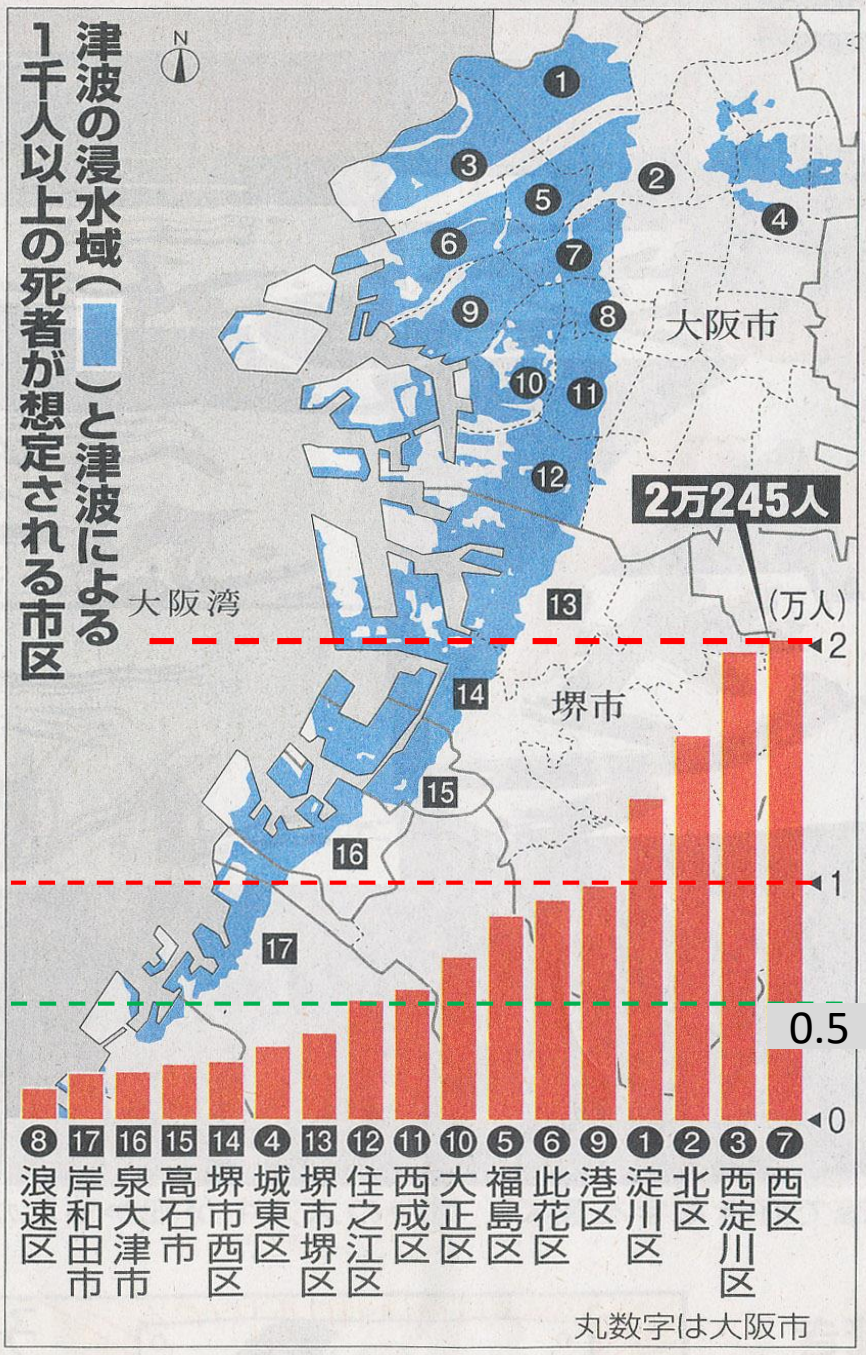 津波の浸水域( )と津波による
1千人以上の死者が想定される市区
N
1
3
2
5
4
6
7
9
8
大阪市
10
11
12
2万245人
大阪湾
13
(万人)
2
14
堺市
15
16
1
17
0.5
0
8 浪速区
17 岸和田市
16 泉大津市
15 高石市
14 堺市西区
4 城東区
13 堺市堺区
12 住之江区
11 西成区
10 大正区
5 福島区
6 此花区
9 港区
1 淀川区
2 北区
3 西淀川区
7 西区
丸数字は大阪市